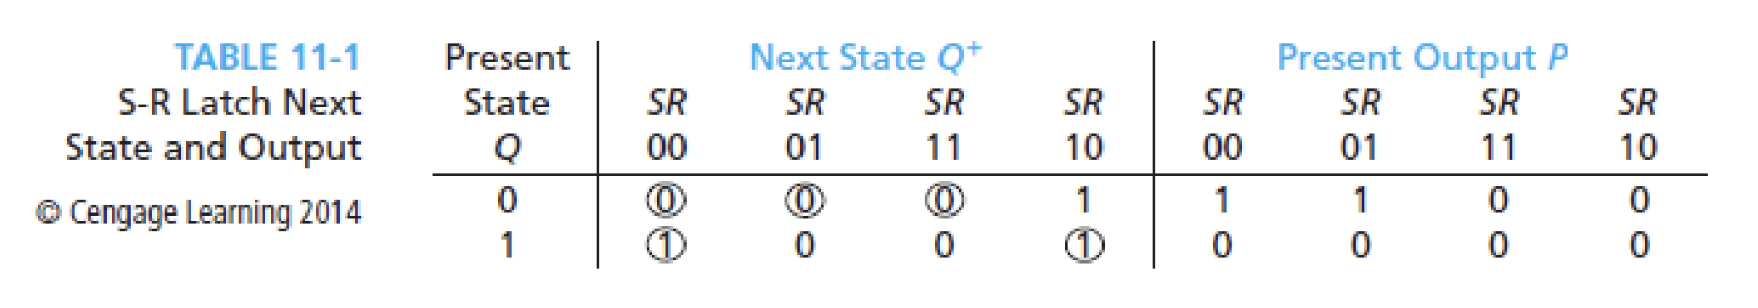 TABLE 11-1 Present Next State Q⁺ Present Output P
S-R Latch Next State SR SR SR SR SR SR SR SR
State and Output Q 00 01 11 10 00 01 11 10
© Cengage Learning 2014 0 0 0 0 1 1 1 0 0
1 1 0 0 1 0 0 0 0